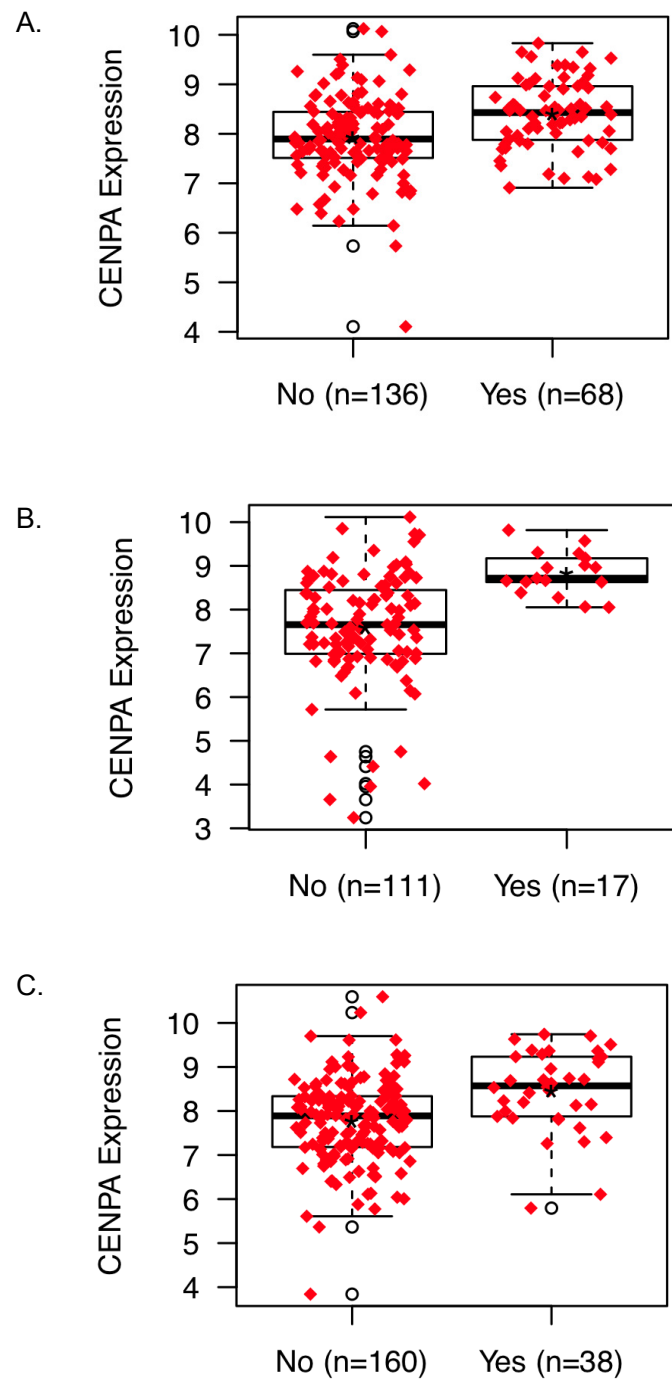 A.
CENPA Expression
10
9
8
7
6
5
4
No (n=136) Yes (n=68)
B.
CENPA Expression
10
9
8
7
6
5
4
3
No (n=111) Yes (n=17)
C.
CENPA Expression
10
9
8
7
6
5
4
No (n=160) Yes (n=38)